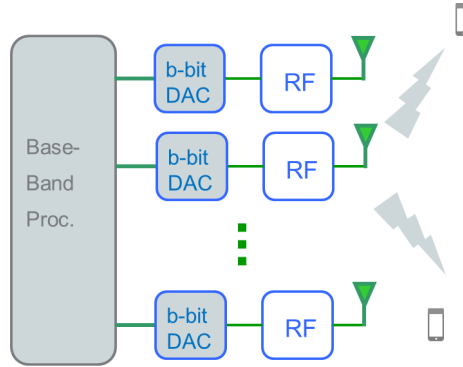 b-bit
DAC
RF
b-bit
DAC
RF
Base-
Band
Proc.
b-bit
DAC
RF